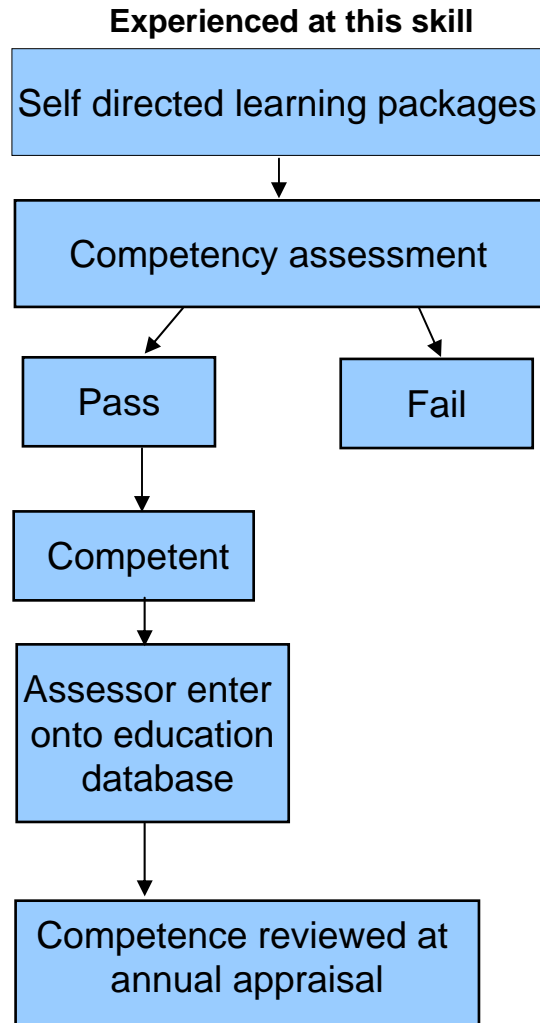 Experienced at this skill
Self directed learning packages
Competency assessment
Pass
Fail
Competent
Assessor enter
onto education
database
Competence reviewed at
annual appraisal